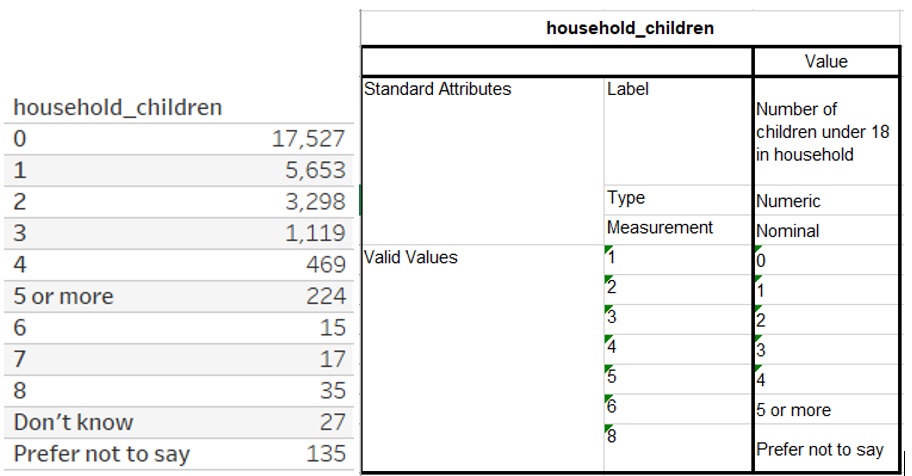 household_children
0 17,527
1 5,653
2 3,298
3 1,119
4 469
5 or more 224
6 15
7 17
8 35
Don’t know 27
Prefer not to say 135
household_children
Value
Standard Attributes Label Number of
children under 18
in household
Type Numeric
Measurement Nominal
Valid Values 1 0
2 1
3 2
4 3
5 4
6 5 or more
8 Prefer not to say